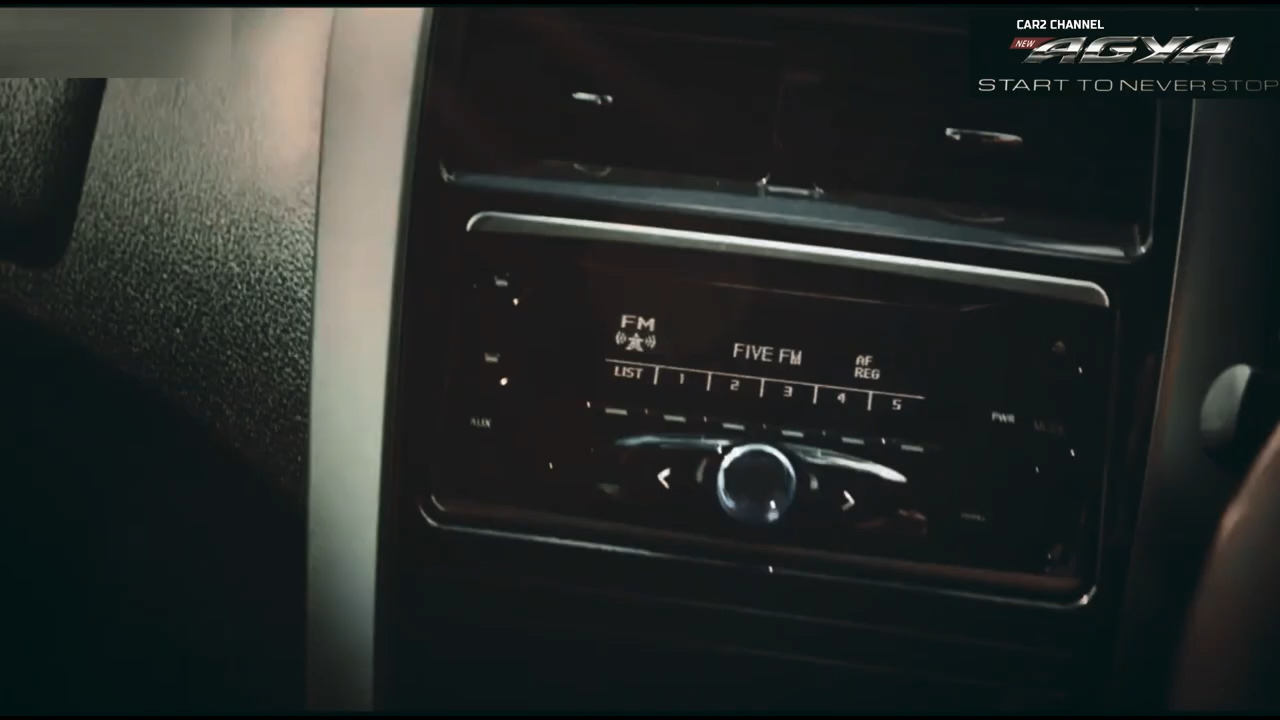 CAR2 CHANNEL
NEW AGYA
START TO NEVER STOP
FM
FIVE FM
AF
REG
LIST 1 2 3 4 5
AUX
PWR